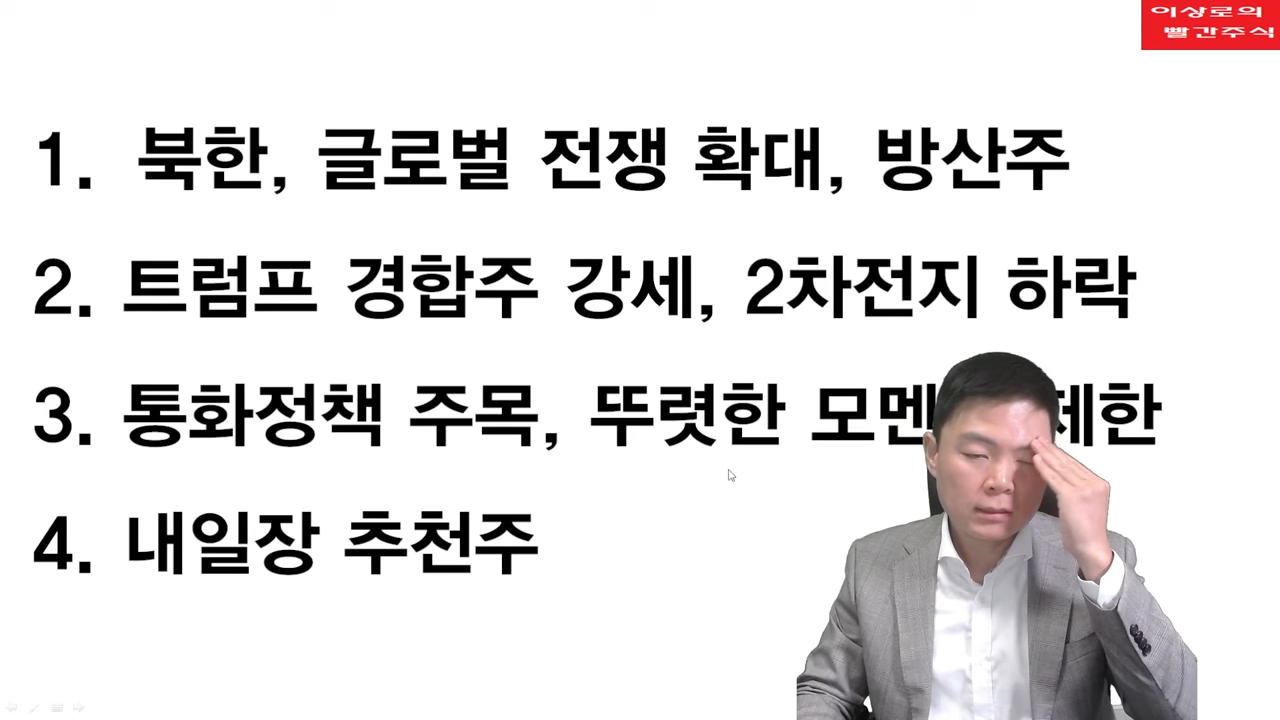 이상로의
빨간주식
1. 북한, 글로벌 전쟁 확대, 방산주
2. 트럼프 경합주 강세, 2차전지 하락
3. 통화정책 주목, 뚜렷한 제한
4. 내일장 추천주